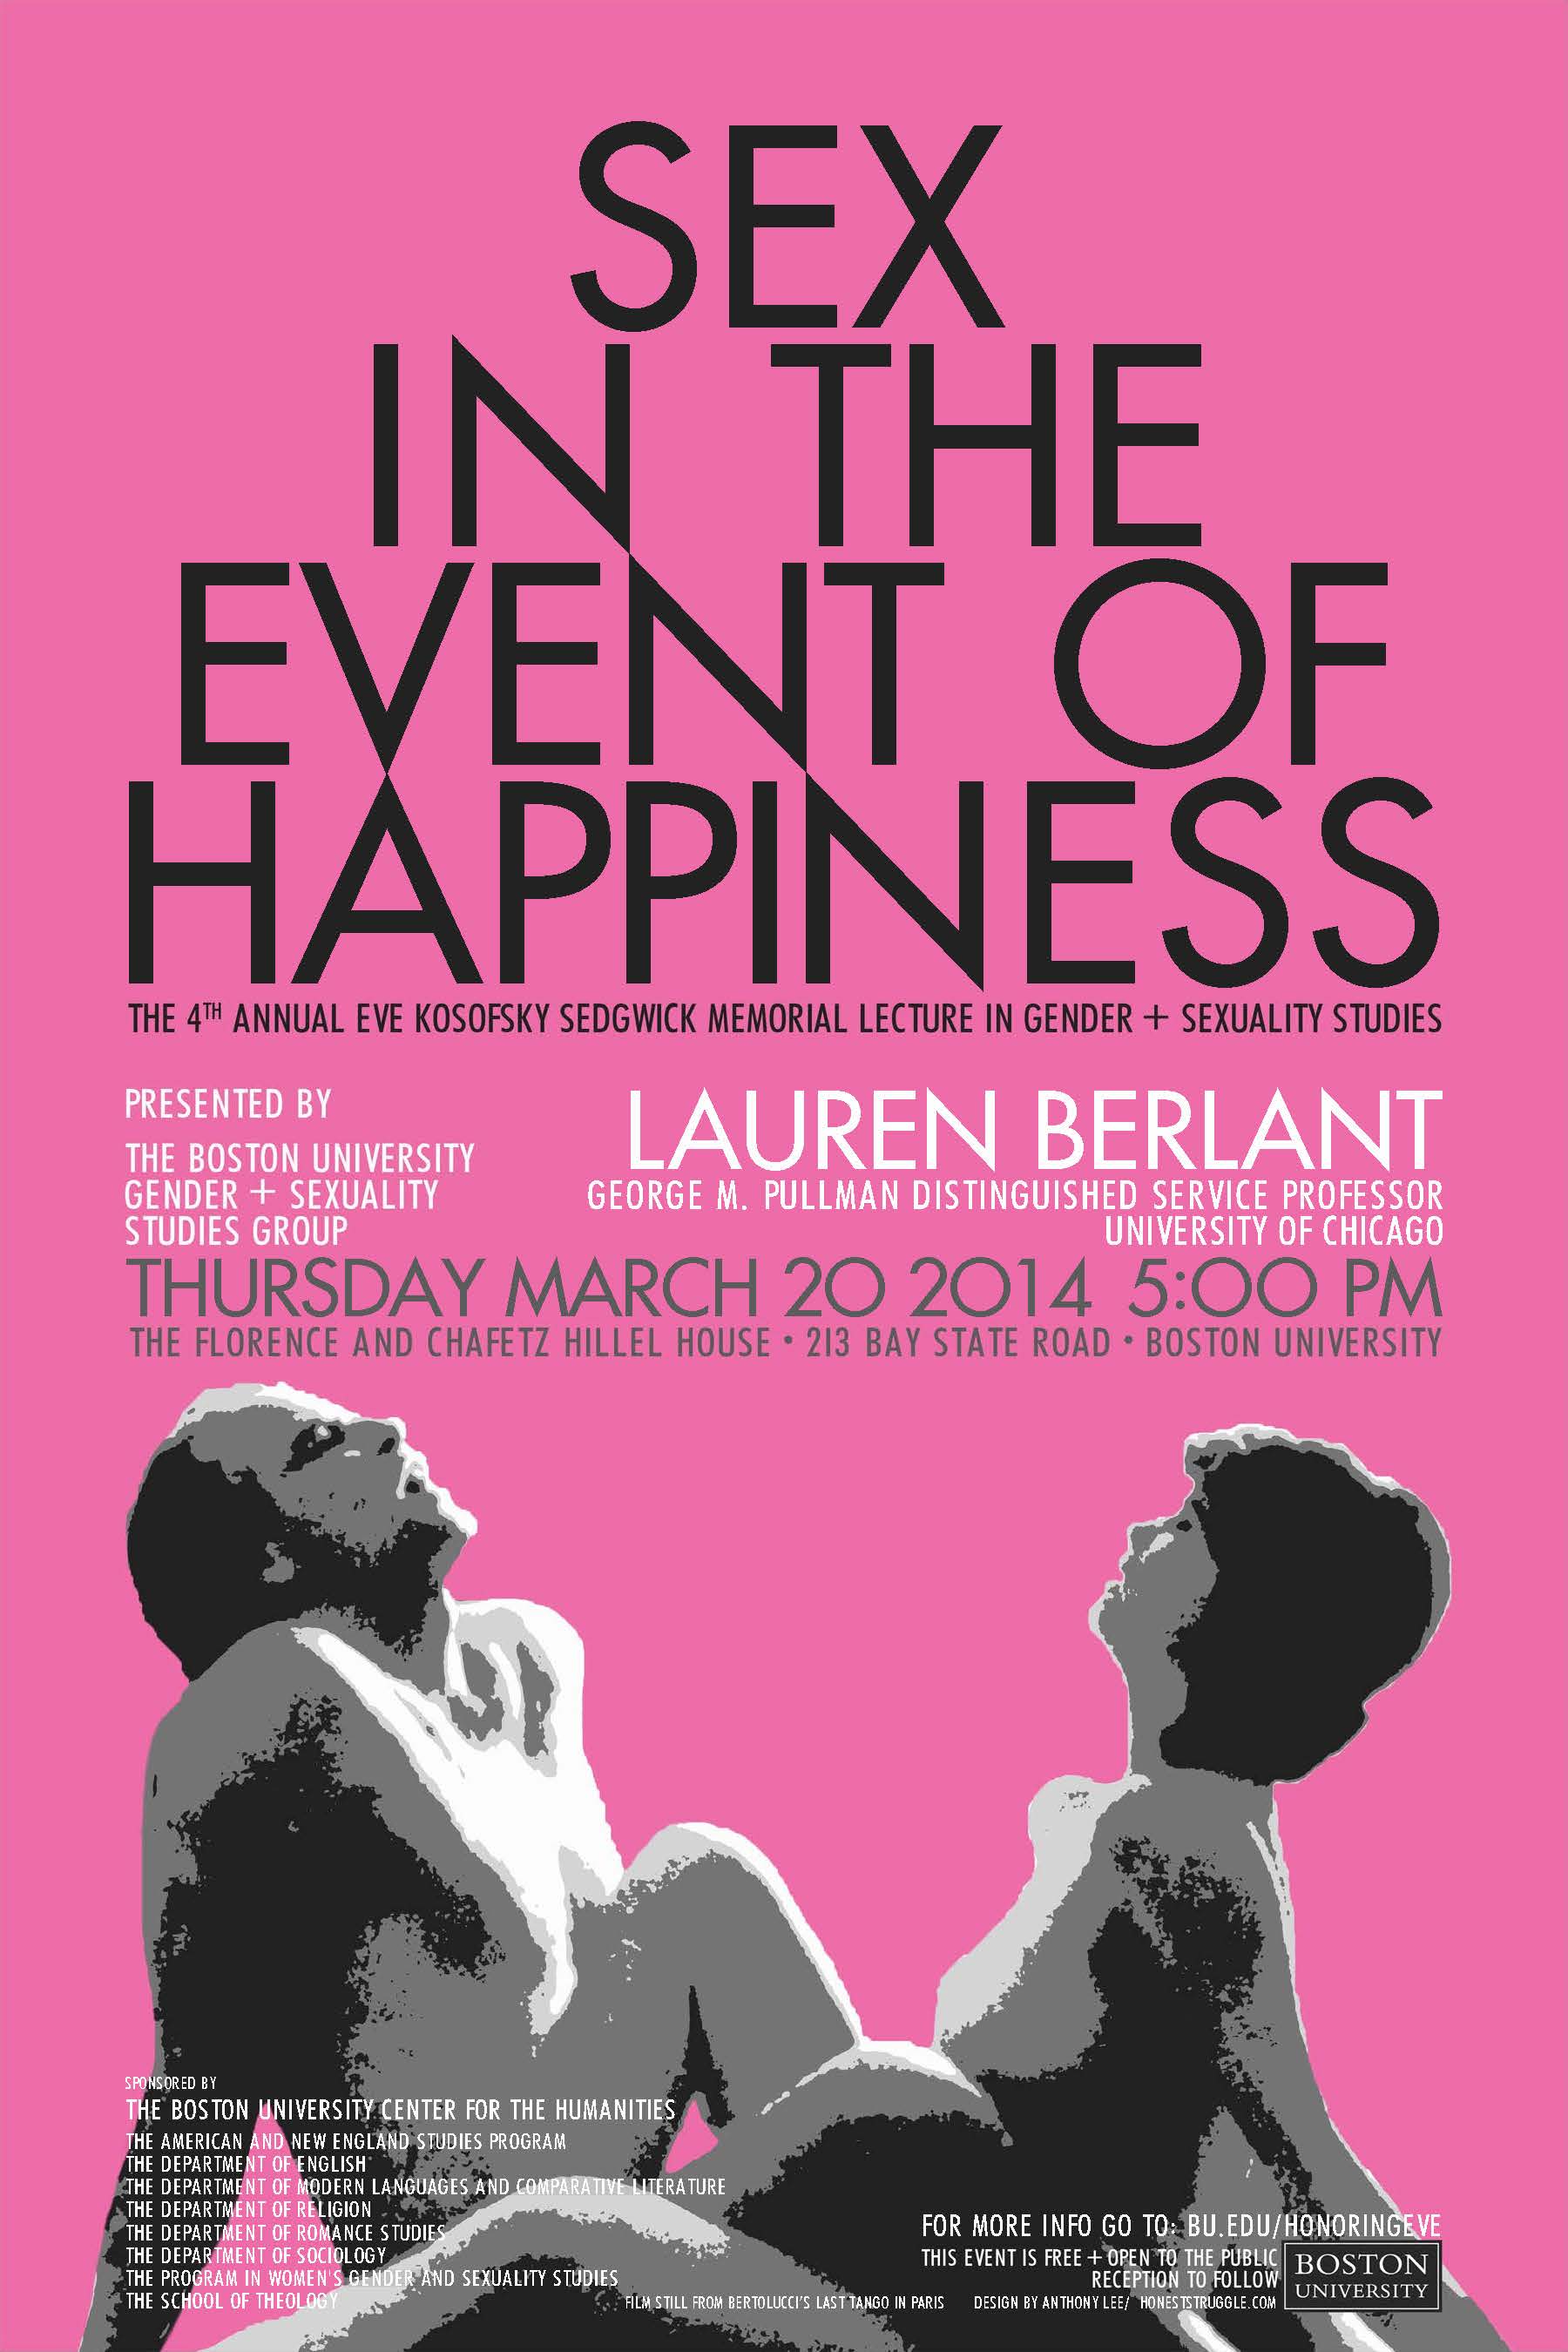 SEX
IN THE
EVENT OF
HAPPINESS
THE 4TH ANNUAL EVE KOSOFSKY SEDGWICK MEMORIAL LECTURE IN GENDER + SEXUALITY STUDIES
PRESENTED BY
THE BOSTON UNIVERSITY
GENDER + SEXUALITY
STUDIES GROUP
LAUREN BERLANT
GEORGE M. PULLMAN DISTINGUISHED SERVICE PROFESSOR
UNIVERSITY OF CHICAGO
THURSDAY MARCH 20 2014 5:00 PM
THE FLORENCE AND CHAFETZ HILLEL HOUSE • 213 BAY STATE ROAD • BOSTON UNIVERSITY
SPONSORED BY
THE BOSTON UNIVERSITY CENTER FOR THE HUMANITIES
THE AMERICAN AND NEW ENGLAND STUDIES PROGRAM
THE DEPARTMENT OF ENGLISH
THE DEPARTMENT OF MODERN LANGUAGES AND COMPARATIVE LITERATURE
THE DEPARTMENT OF RELIGION
THE DEPARTMENT OF ROMANCE STUDIES
THE DEPARTMENT OF SOCIOLOGY
THE PROGRAM IN WOMEN'S GENDER AND SEXUALITY STUDIES
THE SCHOOL OF THEOLOGY
FOR MORE INFO GO TO: BU.EDU/HONORINGEVE
THIS EVENT IS FREE + OPEN TO THE PUBLIC
RECEPTION TO FOLLOW
FILM STILL FROM BERTOLUCCI'S LAST TANGO IN PARIS
DESIGN BY ANTHONY LEE/ HONESTSTRUGGLE.COM
BOSTON
UNIVERSITY